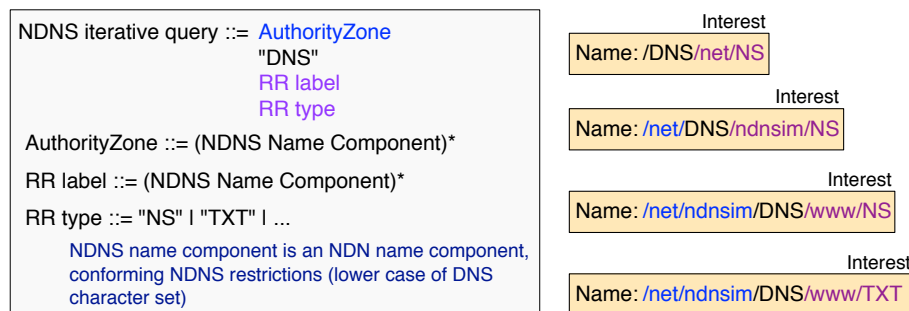 NDNS iterative query ::= AuthorityZone
"DNS"
RR label
RR type
AuthorityZone ::= (NDNS Name Component)*
RR label ::= (NDNS Name Component)*
RR type ::= "NS" | "TXT" | ...
NDNS name component is an NDN name component,
conforming NDNS restrictions (lower case of DNS
character set)
Interest
Name: /DNS/net/NS
Interest
Name: /net/DNS/ndnsim/NS
Interest
Name: /net/ndnsim/DNS/www/NS
Interest
Name: /net/ndnsim/DNS/www/TXT